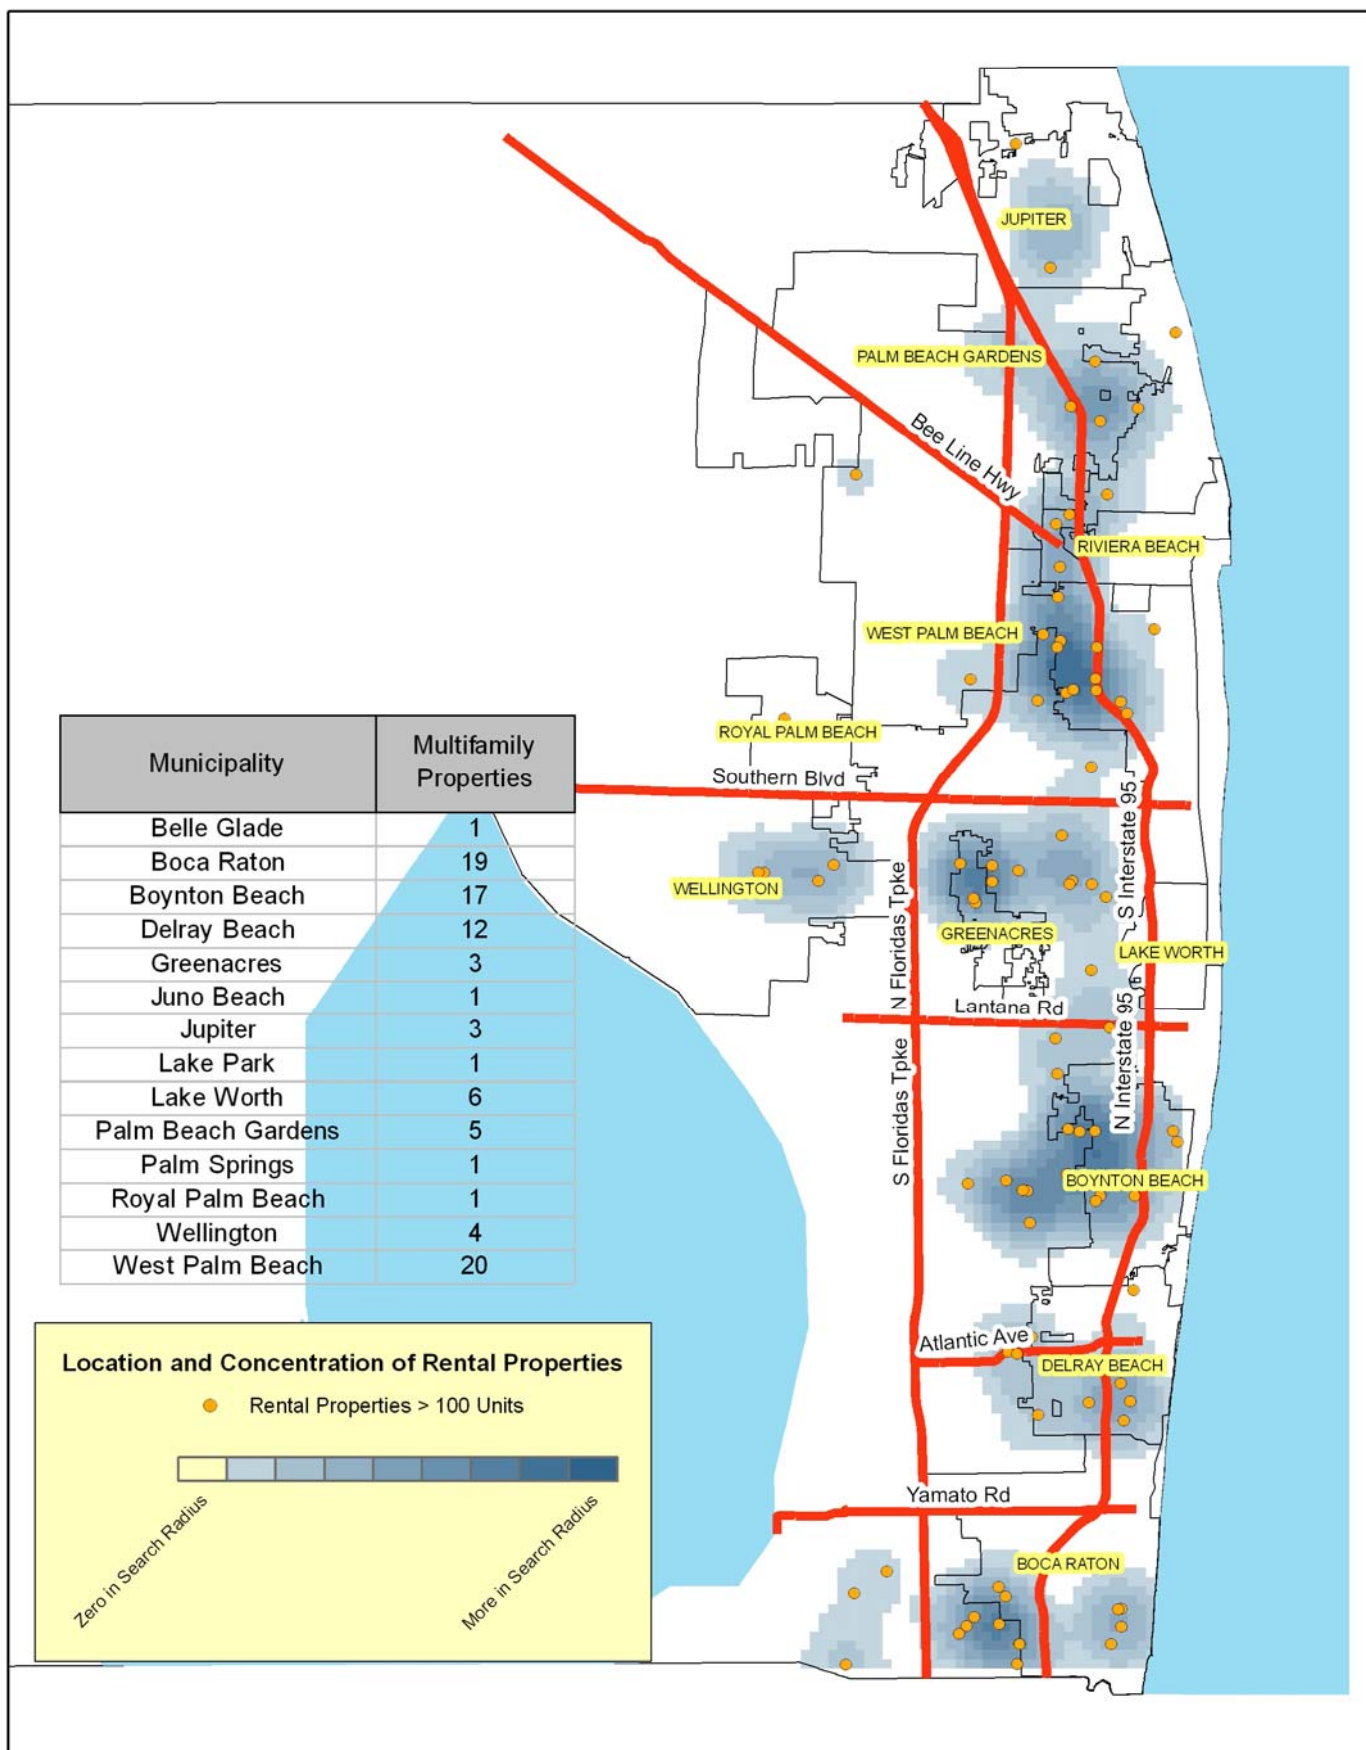 JUPITER
PALM BEACH GARDENS
Bee Line Hwy
RIVIERA BEACH
WEST PALM BEACH
ROYAL PALM BEACH
Southern Blvd
S Interstate 95
WELLINGTON
N Floridas Tpke
GREENACRES
LAKE WORTH
Lantana Rd
N Interstate 95
S Floridas Tpke
BOYNTON BEACH
Atlantic Ave
DELRAY BEACH
Yamato Rd
BOCA RATON
Municipality Multifamily
Properties
Belle Glade 1
Boca Raton 19
Boynton Beach 17
Delray Beach 12
Greenacres 3
Juno Beach 1
Jupiter 3
Lake Park 1
Lake Worth 6
Palm Beach Gardens 5
Palm Springs 1
Royal Palm Beach 1
Wellington 4
West Palm Beach 20
Location and Concentration of Rental Properties
Rental Properties > 100 Units
Zero in Search Radius
More in Search Radius